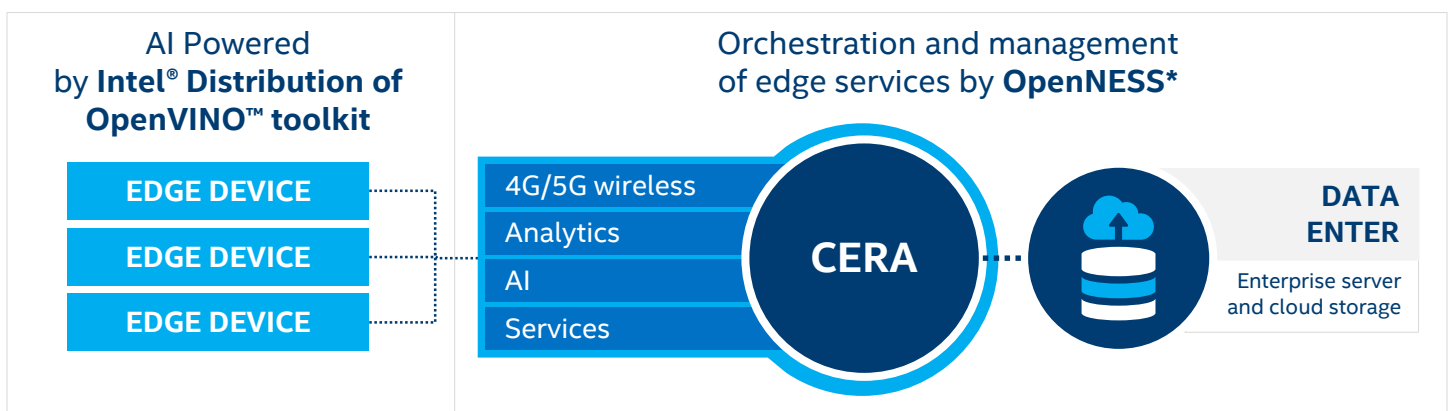 AI Powered
by Intel® Distribution of
OpenVINO™ toolkit
EDGE DEVICE
EDGE DEVICE
EDGE DEVICE
Orchestration and management
of edge services by OpenNESS*
4G/5G wireless
Analytics
AI
Services
CERA
DATA
ENTER
Enterprise server
and cloud storage